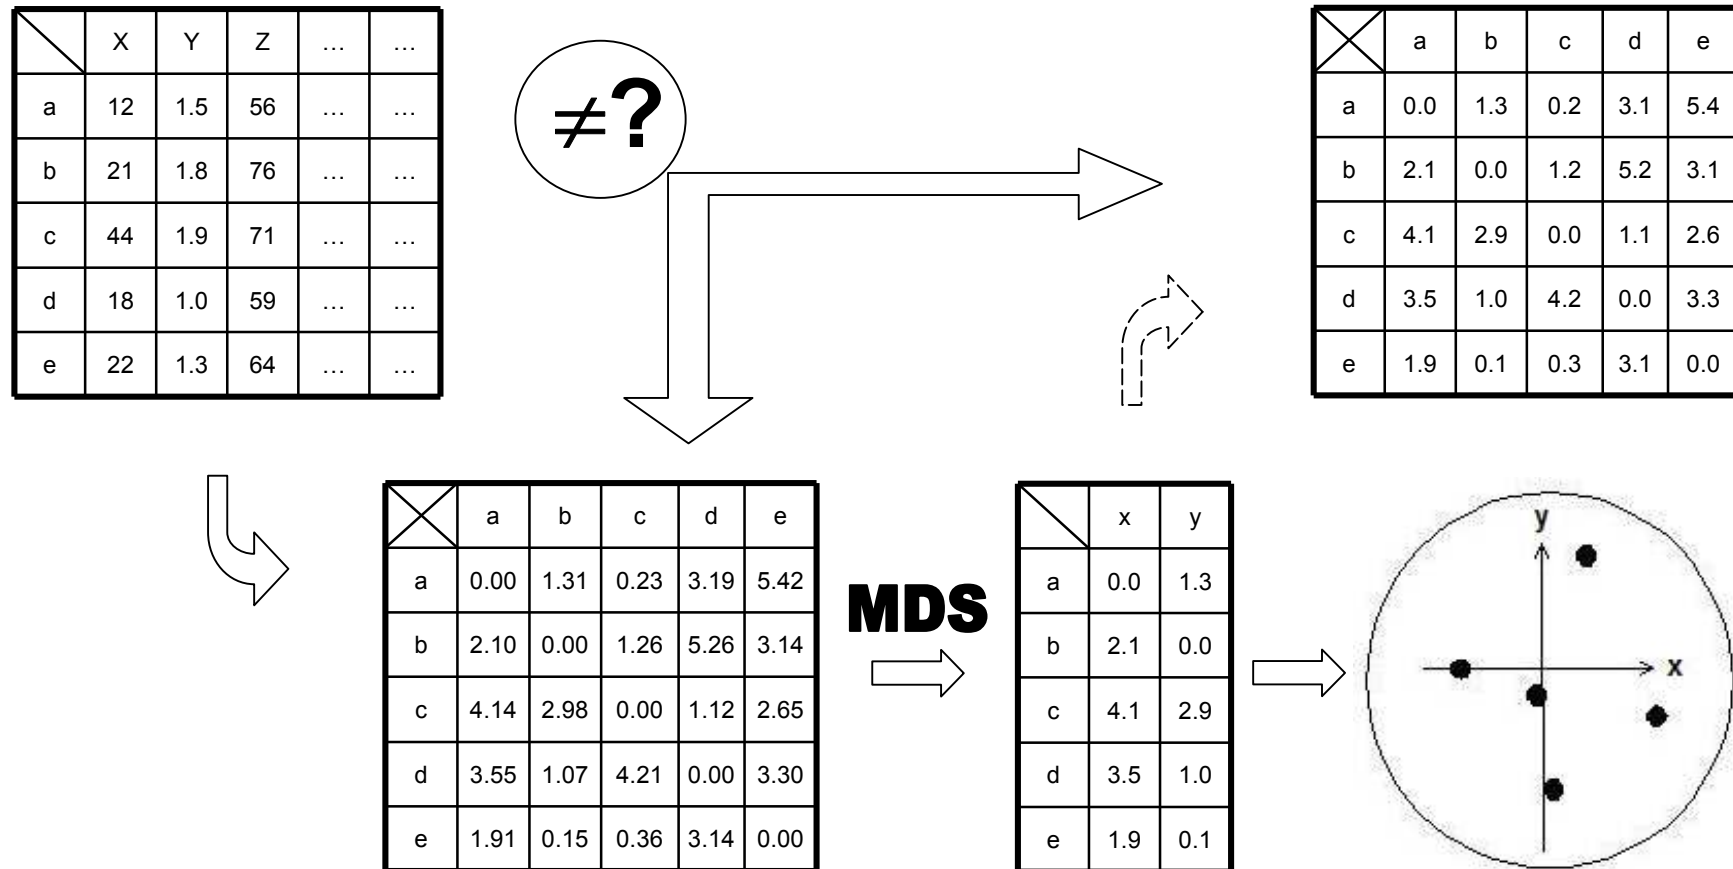 X Y Z … …
a 12 1.5 56 … …
b 21 1.8 76 … …
c 44 1.9 71 … …
d 18 1.0 59 … …
e 22 1.3 64 … …
≠?
a b c d e
a 0.0 1.3 0.2 3.1 5.4
b 2.1 0.0 1.2 5.2 3.1
c 4.1 2.9 0.0 1.1 2.6
d 3.5 1.0 4.2 0.0 3.3
e 1.9 0.1 0.3 3.1 0.0
a b c d e
a 0.00 1.31 0.23 3.19 5.42
b 2.10 0.00 1.26 5.26 3.14
c 4.14 2.98 0.00 1.12 2.65
d 3.55 1.07 4.21 0.00 3.30
e 1.91 0.15 0.36 3.14 0.00
MDS
x y
a 0.0 1.3
b 2.1 0.0
c 4.1 2.9
d 3.5 1.0
e 1.9 0.1
y
x